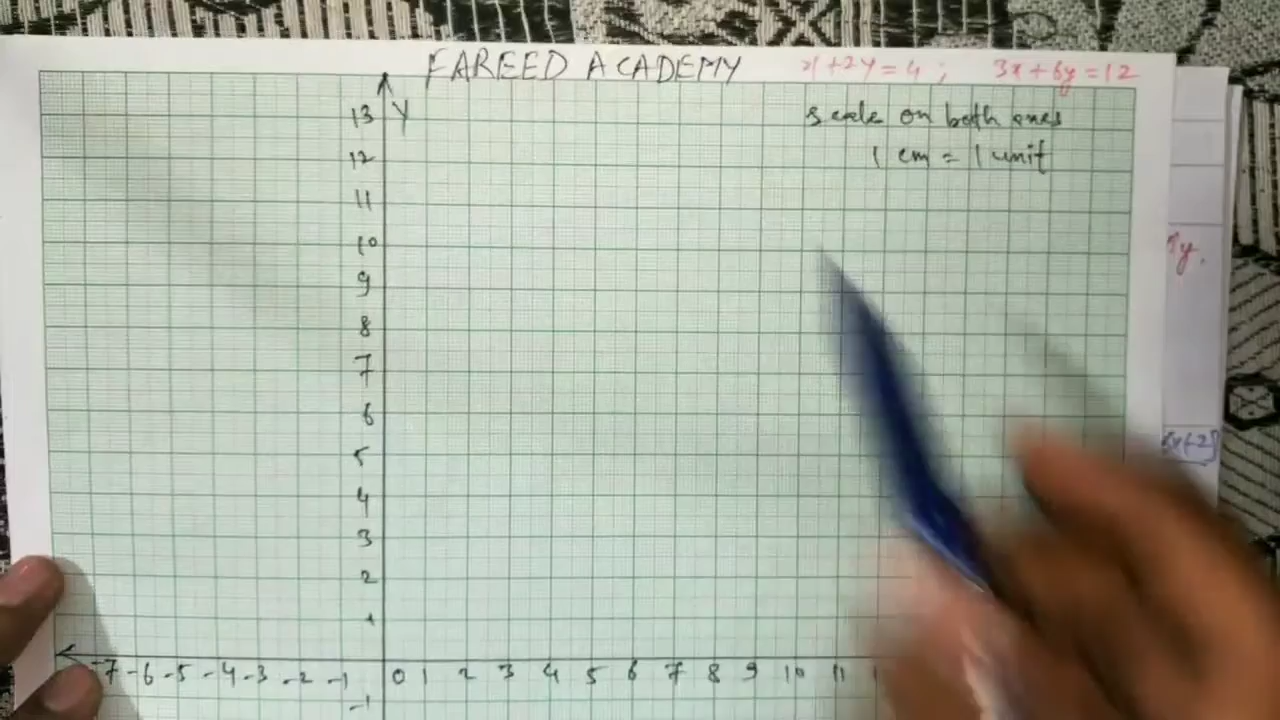 FAREED ACADEMY x+2y=4 ; 3x+6y=12
scale on both axes
1 cm = 1 unit
Y
13
12
11
10
9
8
7
6
5
4
3
2
1
-7 -6 -5 -4 -3 -2 -1 0 1 2 3 4 5 6 7 8 9 10 11
-1
y.